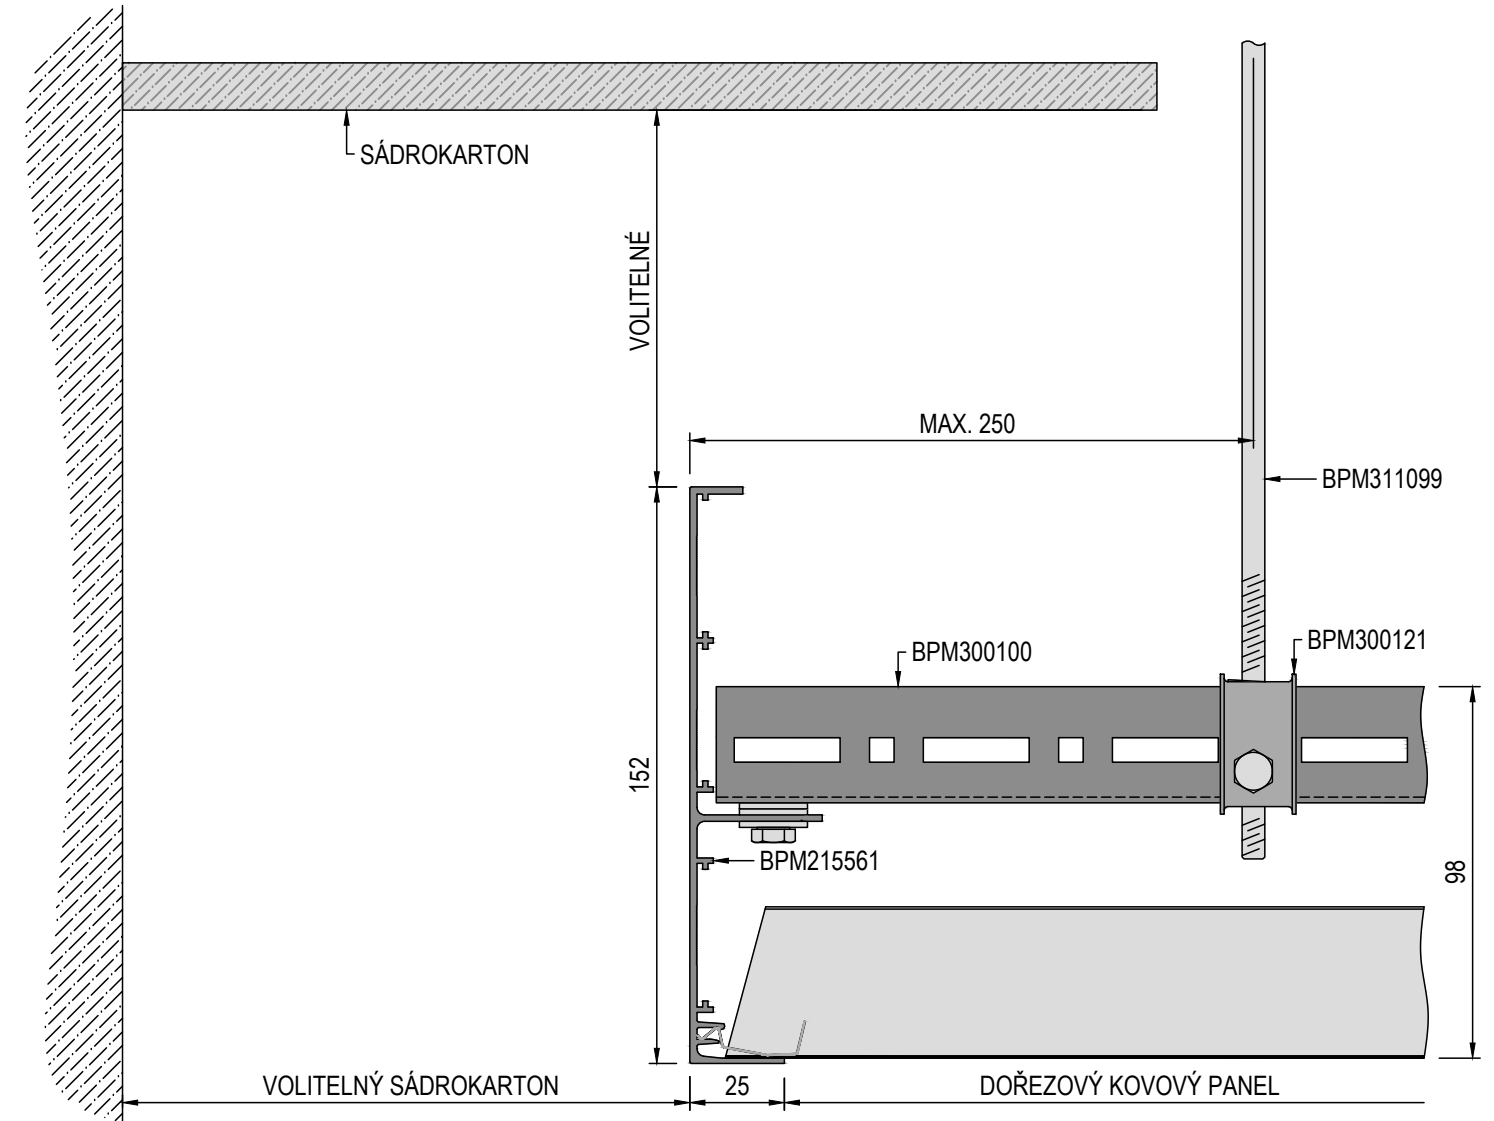 SÁDROKARTON
VOLITELNÉ
MAX. 250
BPM311099
BPM300121
BPM300100
152
BPM215561
98
VOLITELNÝ SÁDROKARTON
25
DOŘEZOVÝ KOVOVÝ PANEL